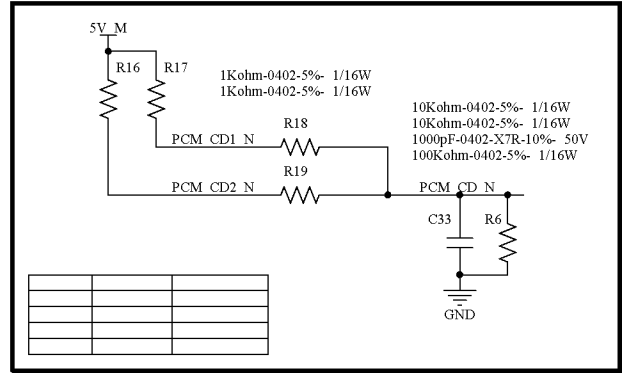 5V_M
R16
R17
1Kohm-0402-5%- 1/16W
1Kohm-0402-5%- 1/16W
10Kohm-0402-5%- 1/16W
10Kohm-0402-5%- 1/16W
1000pF-0402-X7R-10%- 50V
100Kohm-0402-5%- 1/16W
R18
PCM_CD1_N
R19
PCM_CD2_N
PCM_CD_N
C33
R6
GND